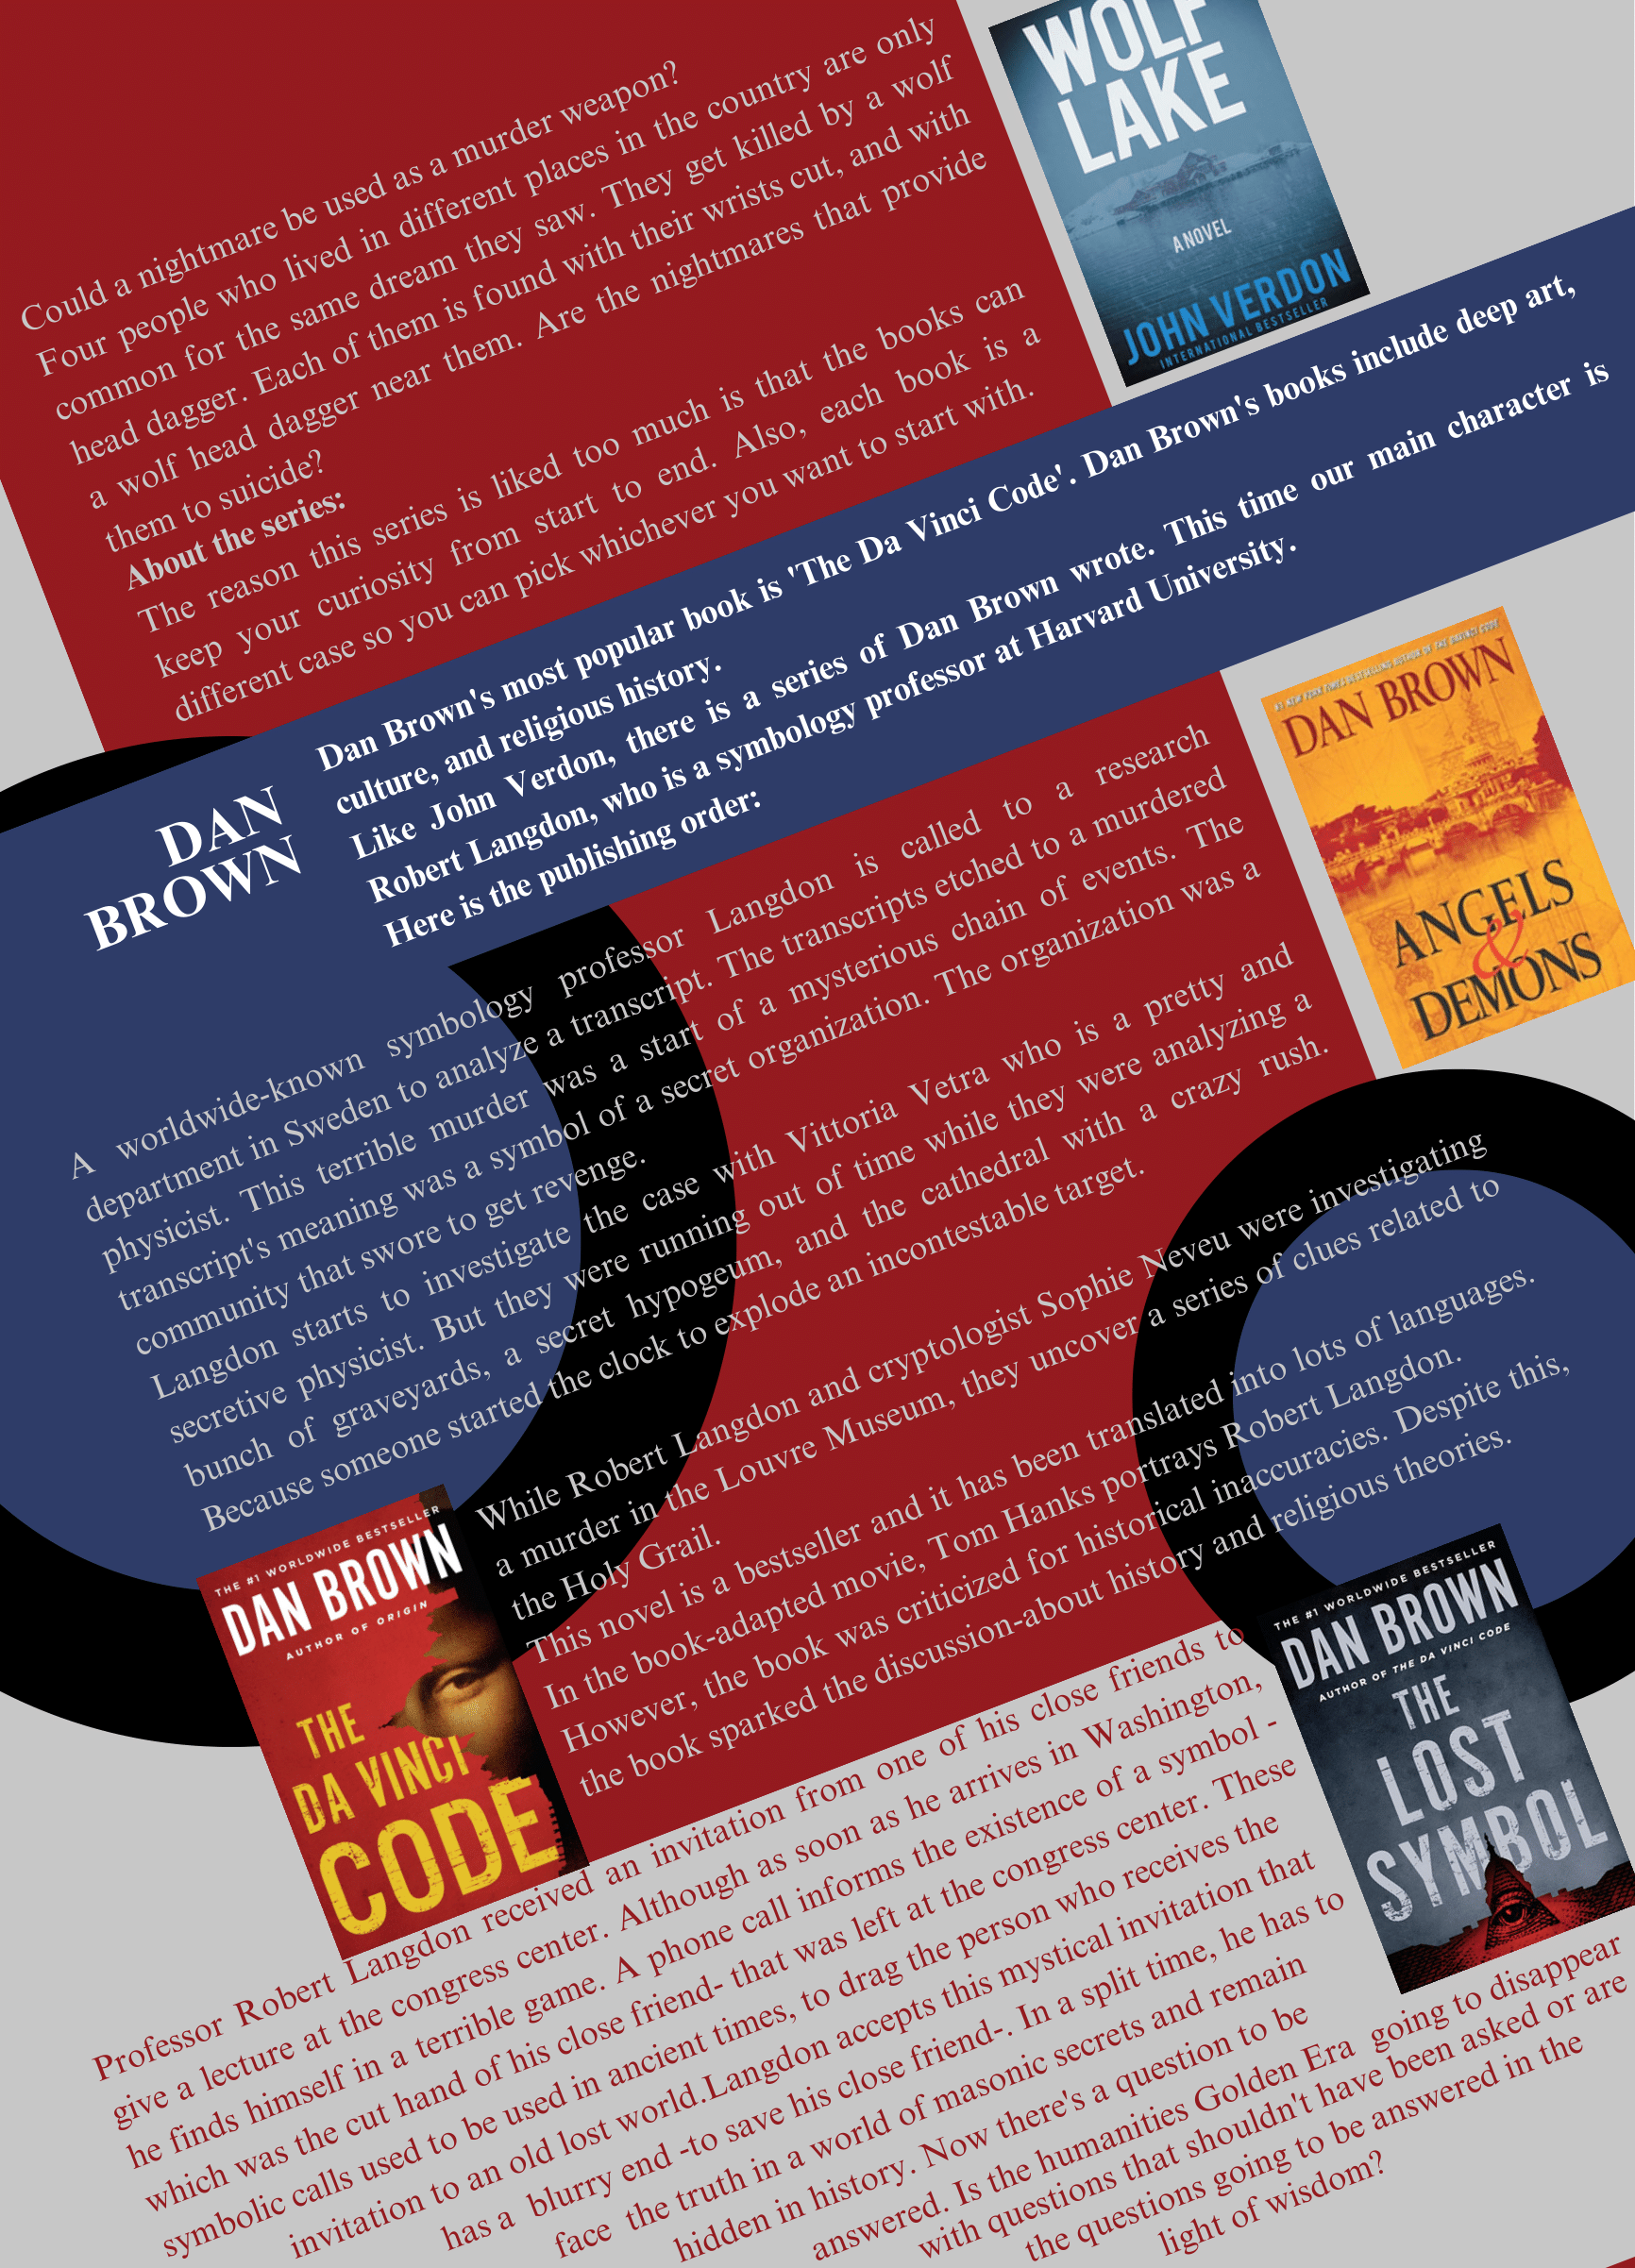 Could a nightmare be used as a murder weapon?
Four people who lived in different places in the country are only
common for the same dream they saw. They get killed by a wolf
head dagger. Each of them is found with their wrists cut, and with
a wolf head dagger near them. Are the nightmares that provide
them to suicide?
About the series:
The reason this series is liked too much is that the books can
keep your curiosity from start to end. Also, each book is a
different case so you can pick whichever you want to start with.
WOLF
LAKE
A NOVEL
JOHN VERDON
INTERNATIONAL BESTSELLER
DAN
BROWN
Dan Brown's most popular book is 'The Da Vinci Code'. Dan Brown's books include deep art,
culture, and religious history.
Like John Verdon, there is a series of Dan Brown wrote. This time our main character is
Robert Langdon, who is a symbology professor at Harvard University.
Here is the publishing order:
#1 NEW YORK TIMES BESTSELLING AUTHOR OF THE DA VINCI CODE
DAN BROWN
ANGELS
&
DEMONS
A worldwide-known symbology professor Langdon is called to a research
department in Sweden to analyze a transcript. The transcripts etched to a murdered
physicist. This terrible murder was a start of a mysterious chain of events. The
transcript's meaning was a symbol of a secret organization. The organization was a
community that swore to get revenge.
Langdon starts to investigate the case with Vittoria Vetra who is a pretty and
secretive physicist. But they were running out of time while they were analyzing a
bunch of graveyards, a secret hypogeum, and the cathedral with a crazy rush.
Because someone started the clock to explode an incontestable target.
THE #1 WORLDWIDE BESTSELLER
DAN BROWN
AUTHOR OF ORIGIN
THE
DA VINCI
CODE
While Robert Langdon and cryptologist Sophie Neveu were investigating
a murder in the Louvre Museum, they uncover a series of clues related to
the Holy Grail.
This novel is a bestseller and it has been translated into lots of languages.
In the book-adapted movie, Tom Hanks portrays Robert Langdon.
However, the book was criticized for historical inaccuracies. Despite this,
the book sparked the discussion-about history and religious theories.
THE #1 WORLDWIDE BESTSELLER
DAN BROWN
AUTHOR OF THE DA VINCI CODE
THE
LOST
SYMBOL
Professor Robert Langdon received an invitation from one of his close friends to
give a lecture at the congress center. Although as soon as he arrives in Washington,
he finds himself in a terrible game. A phone call informs the existence of a symbol -
which was the cut hand of his close friend- that was left at the congress center. These
symbolic calls used to be used in ancient times, to drag the person who receives the
invitation to an old lost world.Langdon accepts this mystical invitation that
has a blurry end -to save his close friend-. In a split time, he has to
face the truth in a world of masonic secrets and remain
hidden in history. Now there's a question to be
answered. Is the humanities Golden Era going to disappear
with questions that shouldn't have been asked or are
the questions going to be answered in the
light of wisdom?